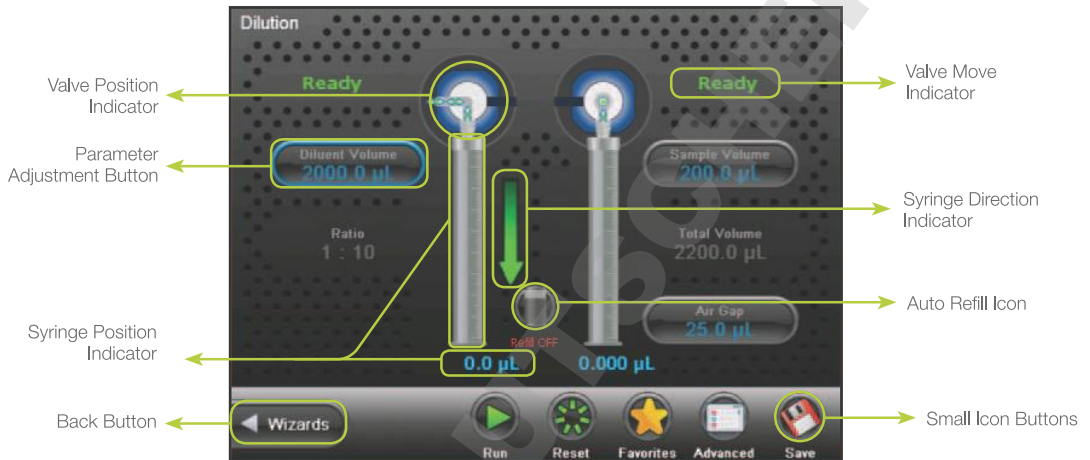 Dilution
Ready
Ready
Valve Position
Indicator
Valve Move
Indicator
Parameter
Adjustment Button
Diluent Volume
2000.0 µL
Sample Volume
200.0 µL
Syringe Direction
Indicator
Ratio
1 : 10
Total Volume
2200.0 µL
Auto Refill Icon
Air Gap
25.0 µL
Syringe Position
Indicator
Refill OFF
0.0 µL
0.000 µL
Back Button
Wizards
Run
Reset
Favorites
Advanced
Save
Small Icon Buttons